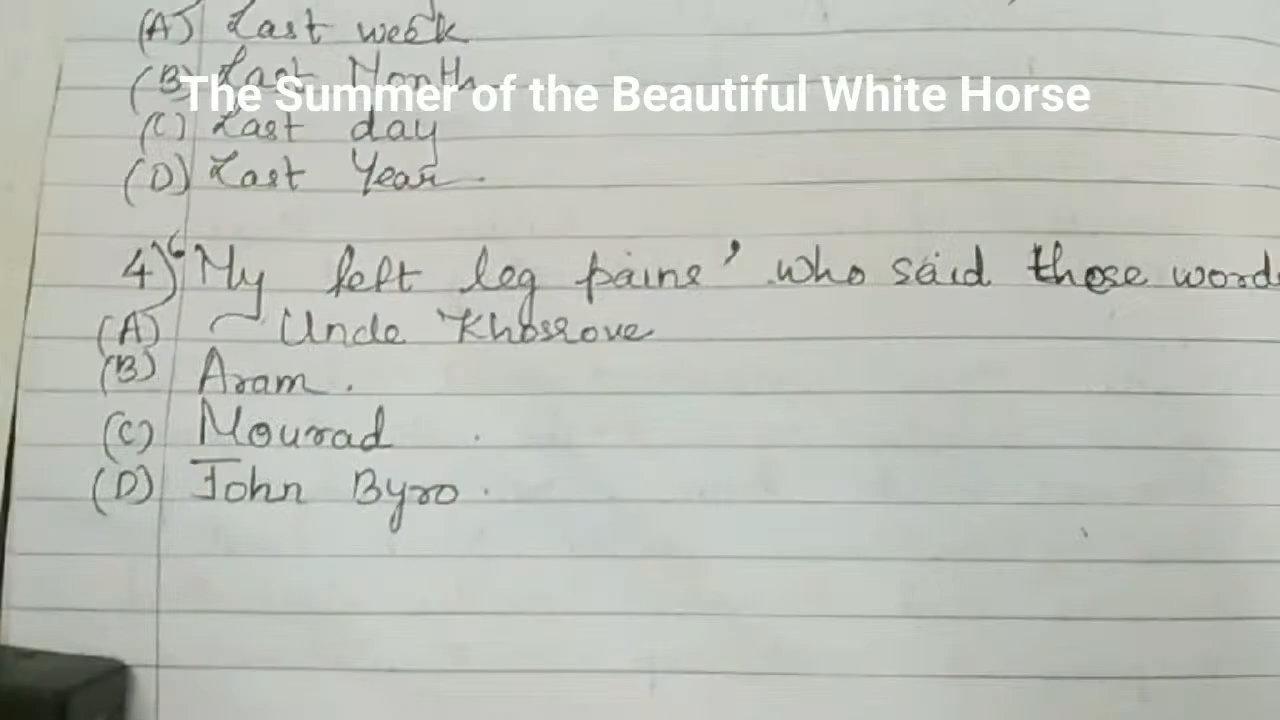 (A) Last week
(B) Last Month
The Summer of the Beautiful White Horse
(C) Last day
(D) Last Year.
4) ‘My left leg pains’ who said these word
(A) Uncle Khosrove
(B) Aram.
(C) Mourad
(D) John Byro.